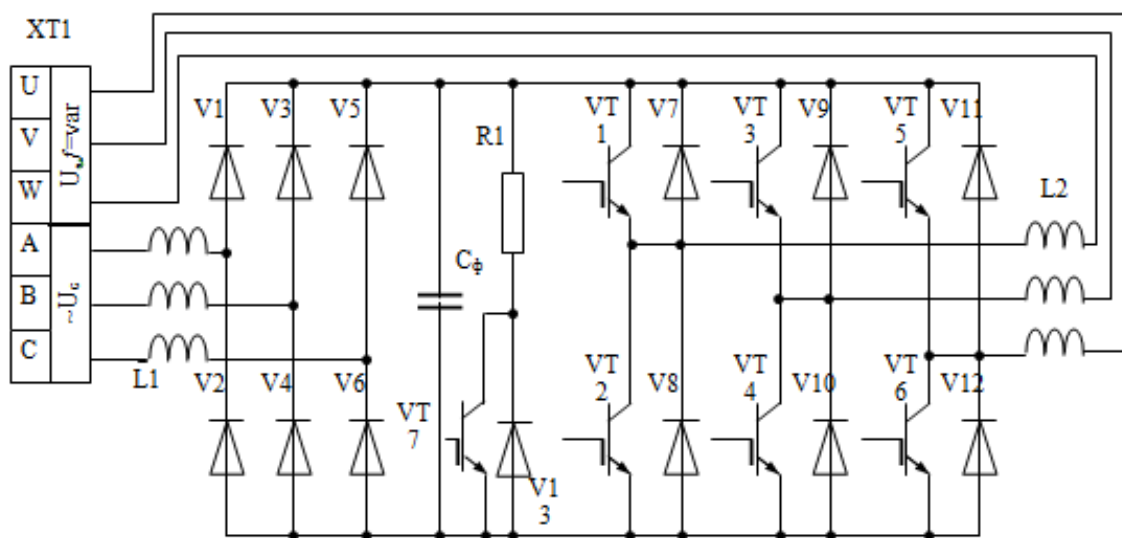 XT1
U
V
W
A
B
C
U,f=var
~Uc
L1
V1
V3
V5
V2
V4
V6
Cф
R1
VT
7
V1
3
VT
1
V7
VT
3
V9
VT
5
V11
VT
2
V8
VT
4
V10
VT
6
V12
L2